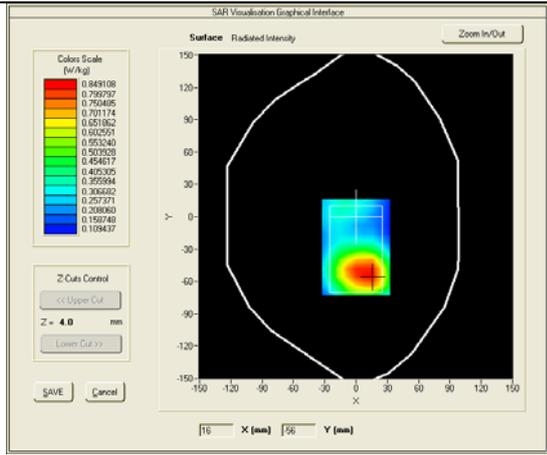 SAR Visualisation Graphical Interface
Surface Radiated Intensity
Zoom In/Out
Colors Scale
(W/kg)
0.849108
0.799797
0.750485
0.701174
0.651862
0.602551
0.553240
0.503928
0.454617
0.405305
0.355994
0.306682
0.257371
0.208060
0.158748
0.109437
Z-Cuts Control
<< Upper Cut
Z = 4.0 mm
Lower Cut >>
SAVE Cancel
150
120
90
60
30
0
-30
-60
-90
-120
-150
Y
-150 -120 -90 -60 -30 0 30 60 90 120 150
X
16 X (mm) -56 Y (mm)